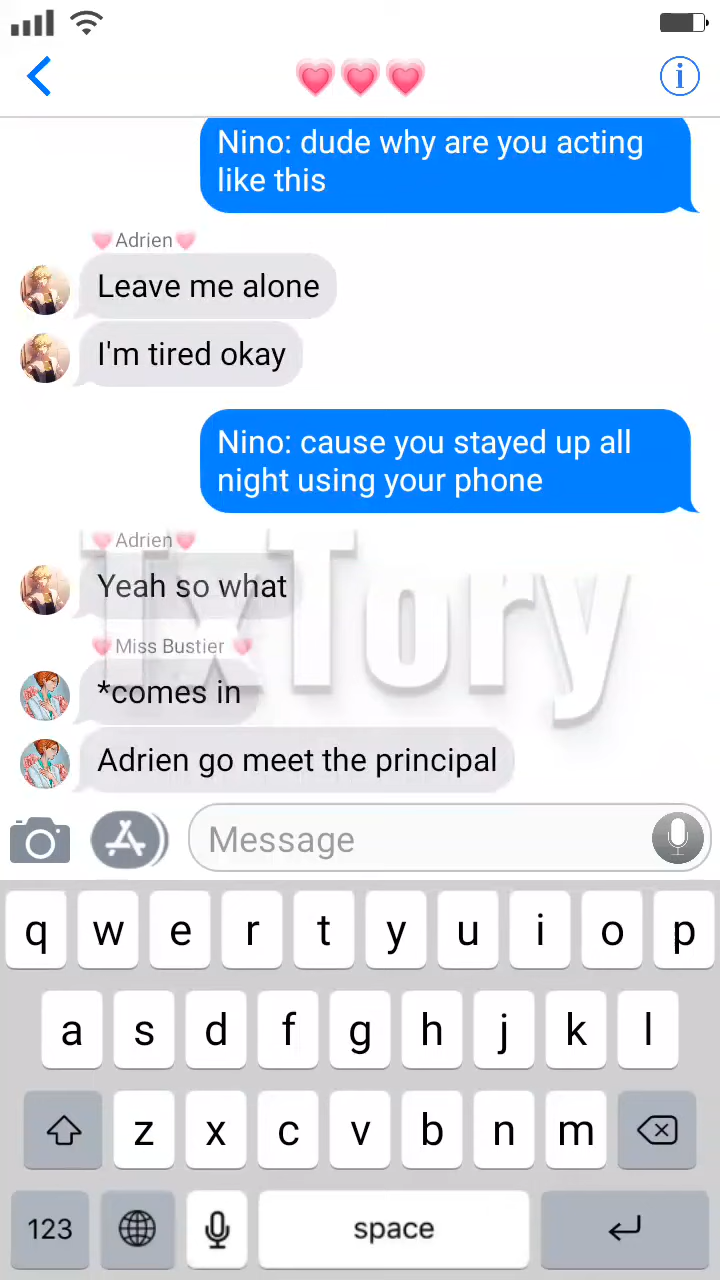 Nino: dude why are you acting
like this
Adrien
Leave me alone
I'm tired okay
Nino: cause you stayed up all
night using your phone
Adrien
Yeah so what
Miss Bustier
*comes in
Adrien go meet the principal
TxTory
Message
q w e r t y u i o p
a s d f g h j k l
z x c v b n m
123 space